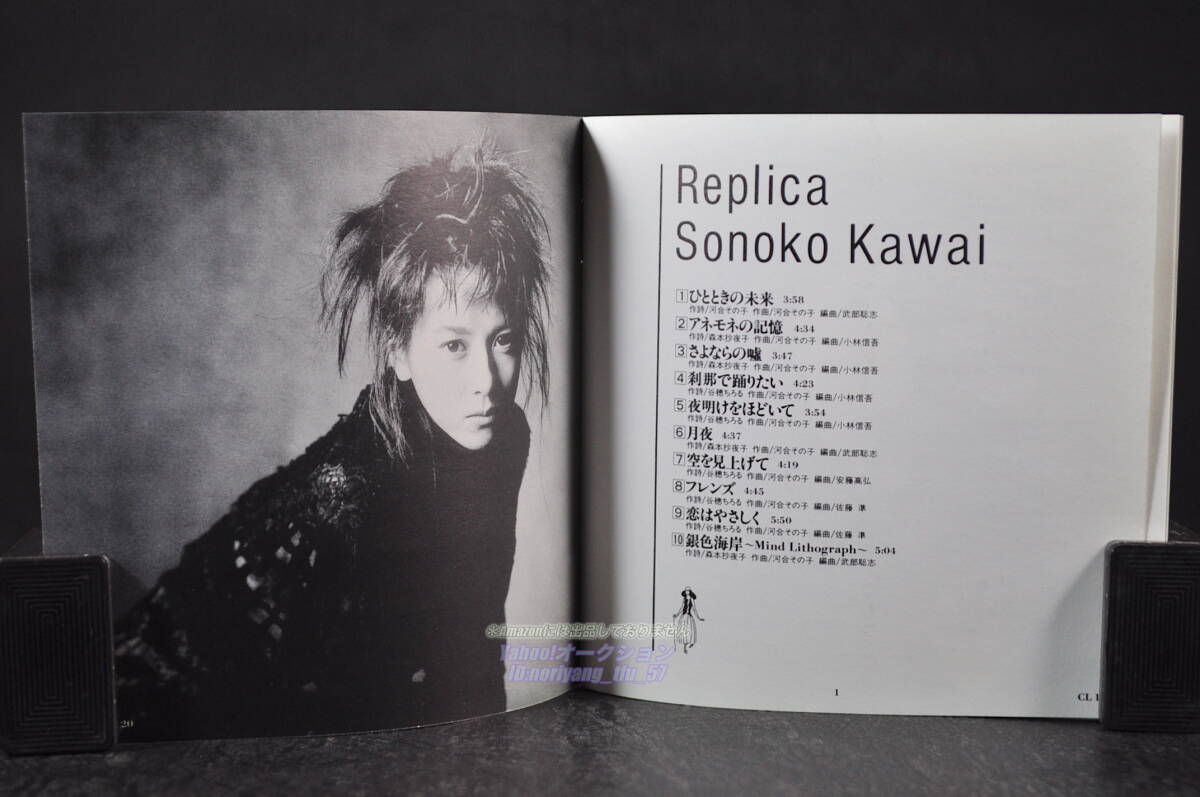 Replica
Sonoko Kawai
1 ひとときの未来 3:58
作詩/河合その子 作曲/河合その子 編曲/武部聡志
2 アネモネの記憶 4:34
作詩/森本抄夜子 作曲/河合その子 編曲/小林信吾
3 さよならの嘘 3:47
作詩/森本抄夜子 作曲/河合その子 編曲/小林信吾
4 刹那で踊りたい 4:23
作詩/谷穂ちろる 作曲/河合その子 編曲/小林信吾
5 夜明けをほどいて 3:54
作詩/谷穂ちろる 作曲/河合その子 編曲/小林信吾
6 月夜 4:37
作詩/森本抄夜子 作曲/河合その子 編曲/武部聡志
7 空を見上げて 4:19
作詩/谷穂ちろる 作曲/河合その子 編曲/安藤高弘
8 フレンズ 4:45
作詩/谷穂ちろる 作曲/河合その子 編曲/佐藤 準
9 恋はやさしく 5:50
作詩/谷穂ちろる 作曲/河合その子 編曲/佐藤 準
10 銀色海岸 〜Mind Lithograph〜 5:04
作詩/森本抄夜子 作曲/河合その子 編曲/武部聡志
※Amazonには出品しておりません
Yahoo!オークション
ID:noriyang_tfu_57
20
1
CL 1